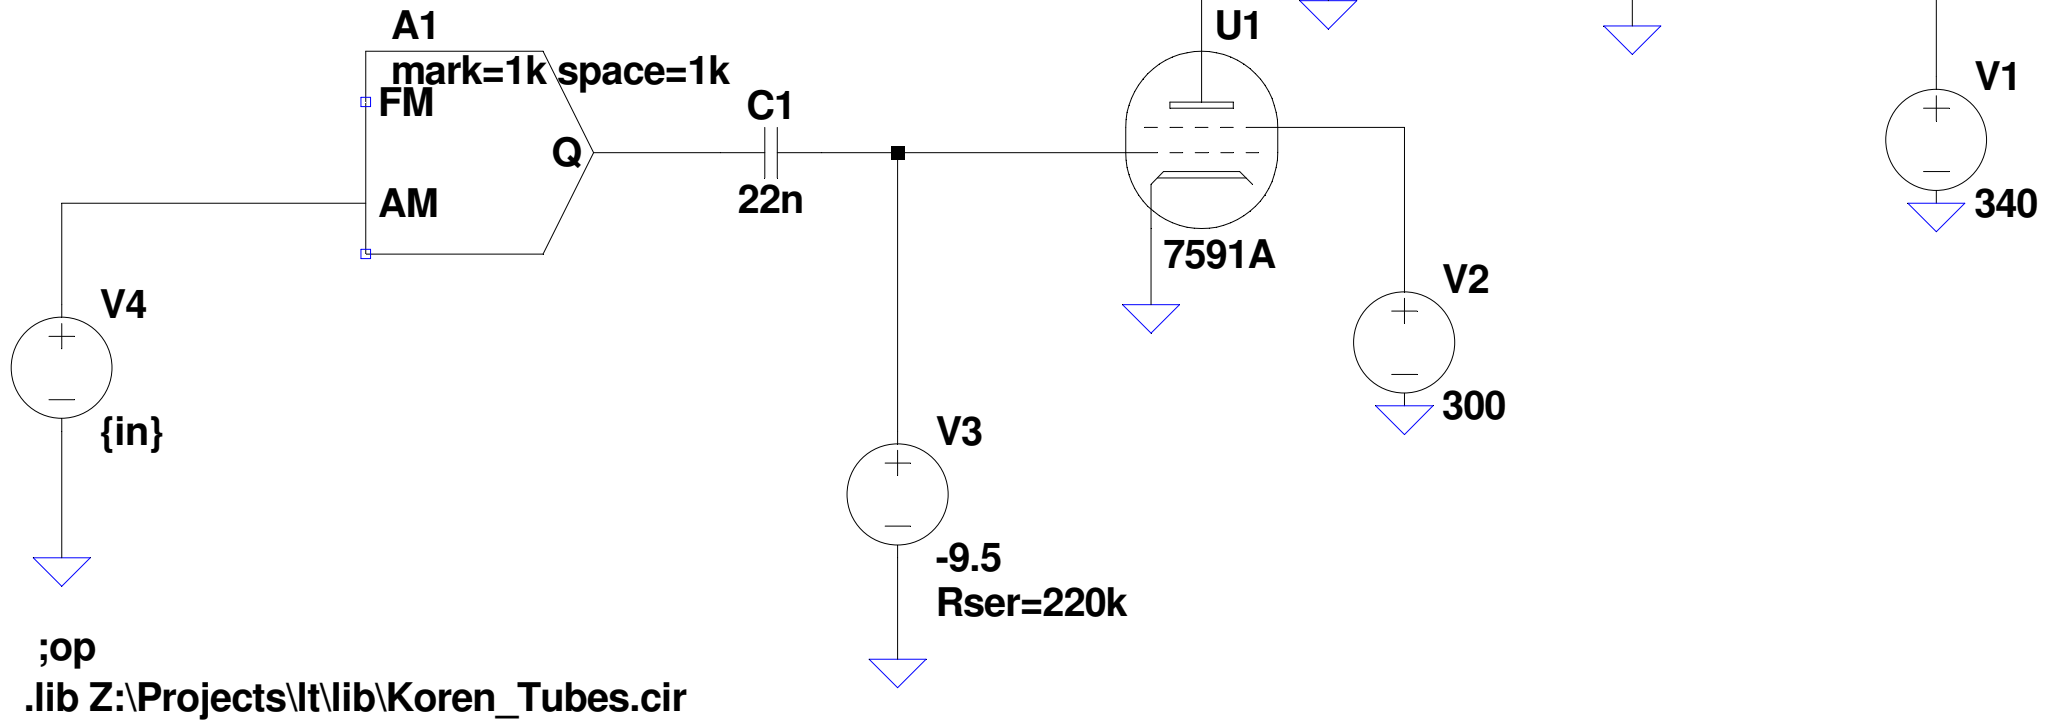 A1
mark=1k space=1k
FM
AM
Q
C1
22n
U1
7591A
V1
340
V2
300
V3
-9.5
Rser=220k
V4
{in}
;op
.lib Z:\Projects\lt\lib\Koren_Tubes.cir